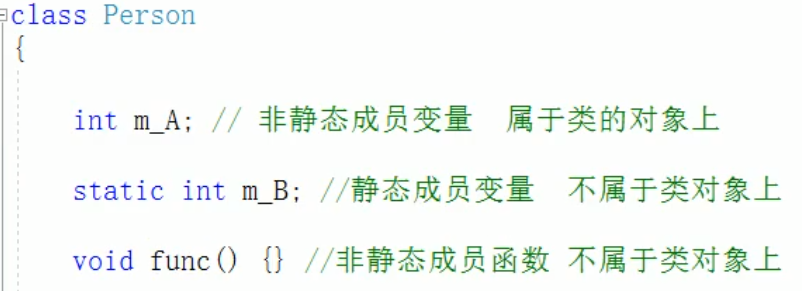 class Person
{
int m_A; // 非静态成员变量 属于类的对象上
static int m_B; //静态成员变量 不属于类对象上
void func() {} //非静态成员函数 不属于类对象上